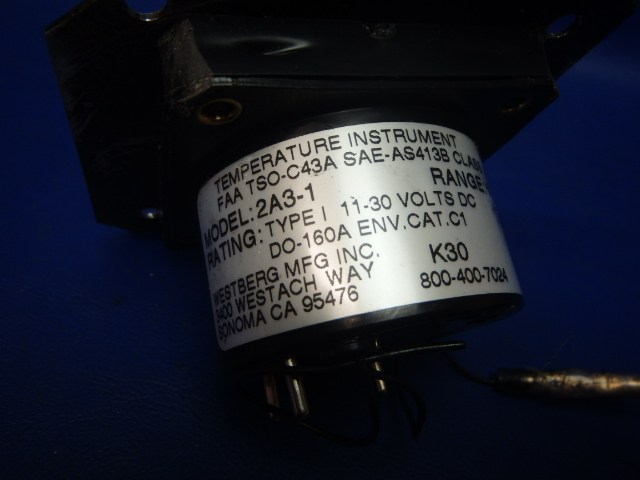 TEMPERATURE INSTRUMENT
FAA TSO-C43A SAE-AS413B CLASS
MODEL: 2A3-1 RANGE:
RATING: TYPE I 11-30 VOLTS DC
DO-160A ENV.CAT.C1
WESTBERG MFG INC. K30
3400 WESTACH WAY 800-400-7024
SONOMA CA 95476